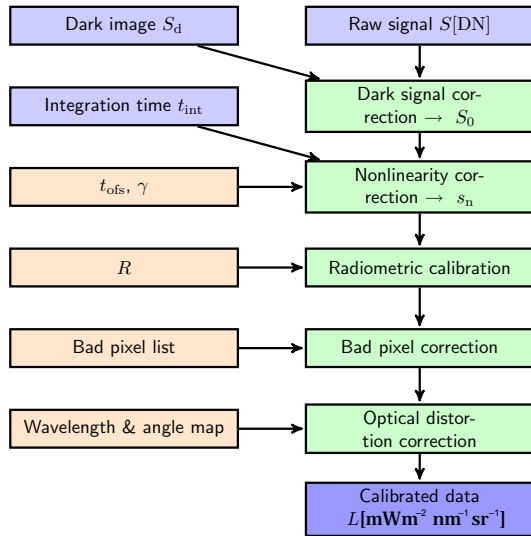 Dark image S_d
Raw signal S[DN]
Integration time t_int
Dark signal cor-
rection → S_0
t_ofs, γ
Nonlinearity cor-
rection → s_n
R
Radiometric calibration
Bad pixel list
Bad pixel correction
Wavelength & angle map
Optical distor-
tion correction
Calibrated data
L[mWm⁻² nm⁻¹ sr⁻¹]